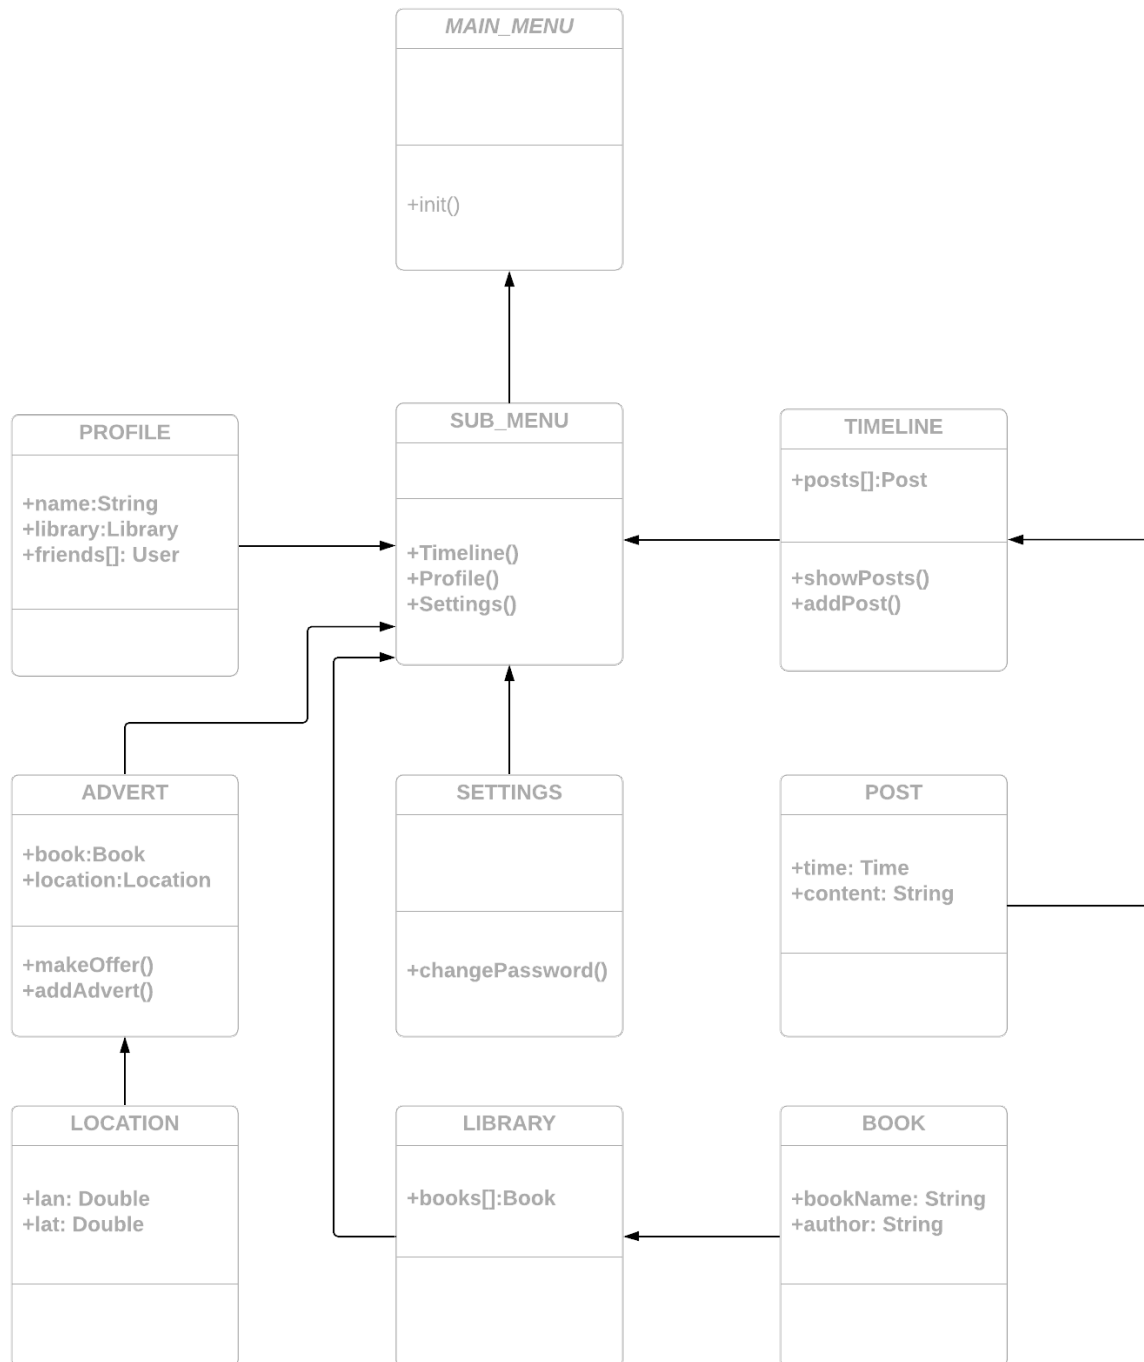 MAIN_MENU
+init()
PROFILE
+name:String
+library:Library
+friends[]: User
SUB_MENU
+Timeline()
+Profile()
+Settings()
TIMELINE
+posts[]:Post
+showPosts()
+addPost()
ADVERT
+book:Book
+location:Location
+makeOffer()
+addAdvert()
SETTINGS
+changePassword()
POST
+time: Time
+content: String
LOCATION
+lan: Double
+lat: Double
LIBRARY
+books[]:Book
BOOK
+bookName: String
+author: String